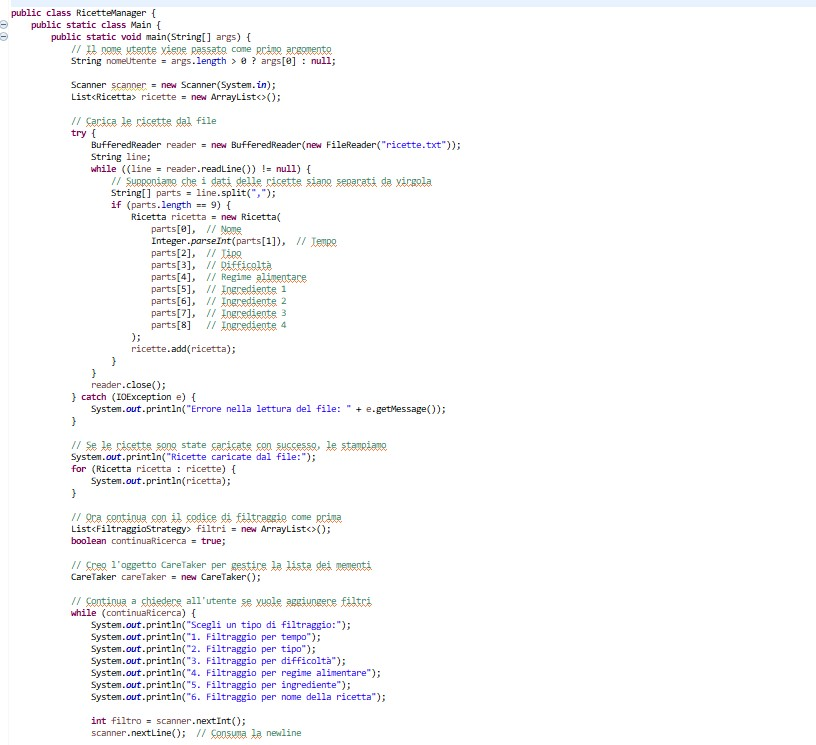 public class RicetteManager {
public static class Main {
public static void main(String[] args) {
// Il nome utente viene passato come primo argomento
String nomeUtente = args.length > 0 ? args[0] : null;
Scanner scanner = new Scanner(System.in);
List<Ricetta> ricette = new ArrayList<>();
// Carica le ricette dal file
try {
BufferedReader reader = new BufferedReader(new FileReader("ricette.txt"));
String line;
while ((line = reader.readLine()) != null) {
// Supponiamo che i dati delle ricette siano separati da virgola
String[] parts = line.split(",");
if (parts.length == 9) {
Ricetta ricetta = new Ricetta(
parts[0], // Nome
Integer.parseInt(parts[1]), // Tempo
parts[2], // Tipo
parts[3], // Difficoltà
parts[4], // Regime alimentare
parts[5], // Ingrediente 1
parts[6], // Ingrediente 2
parts[7], // Ingrediente 3
parts[8] // Ingrediente 4
);
ricette.add(ricetta);
}
}
reader.close();
} catch (IOException e) {
System.out.println("Errore nella lettura del file: " + e.getMessage());
}
// Se le ricette sono state caricate con successo, le stampiamo
System.out.println("Ricette caricate dal file:");
for (Ricetta ricetta : ricette) {
System.out.println(ricetta);
}
// Ora continua con il codice di filtraggio come prima
List<FiltraggioStrategy> filtri = new ArrayList<>();
boolean continuaRicerca = true;
// Creo l'oggetto CareTaker per gestire la lista dei mementi
CareTaker careTaker = new CareTaker();
// Continua a chiedere all'utente se vuole aggiungere filtri
while (continuaRicerca) {
System.out.println("Scegli un tipo di filtraggio:");
System.out.println("1. Filtraggio per tempo");
System.out.println("2. Filtraggio per tipo");
System.out.println("3. Filtraggio per difficoltà");
System.out.println("4. Filtraggio per regime alimentare");
System.out.println("5. Filtraggio per ingrediente");
System.out.println("6. Filtraggio per nome della ricetta");
int filtro = scanner.nextInt();
scanner.nextLine(); // Consuma la newline